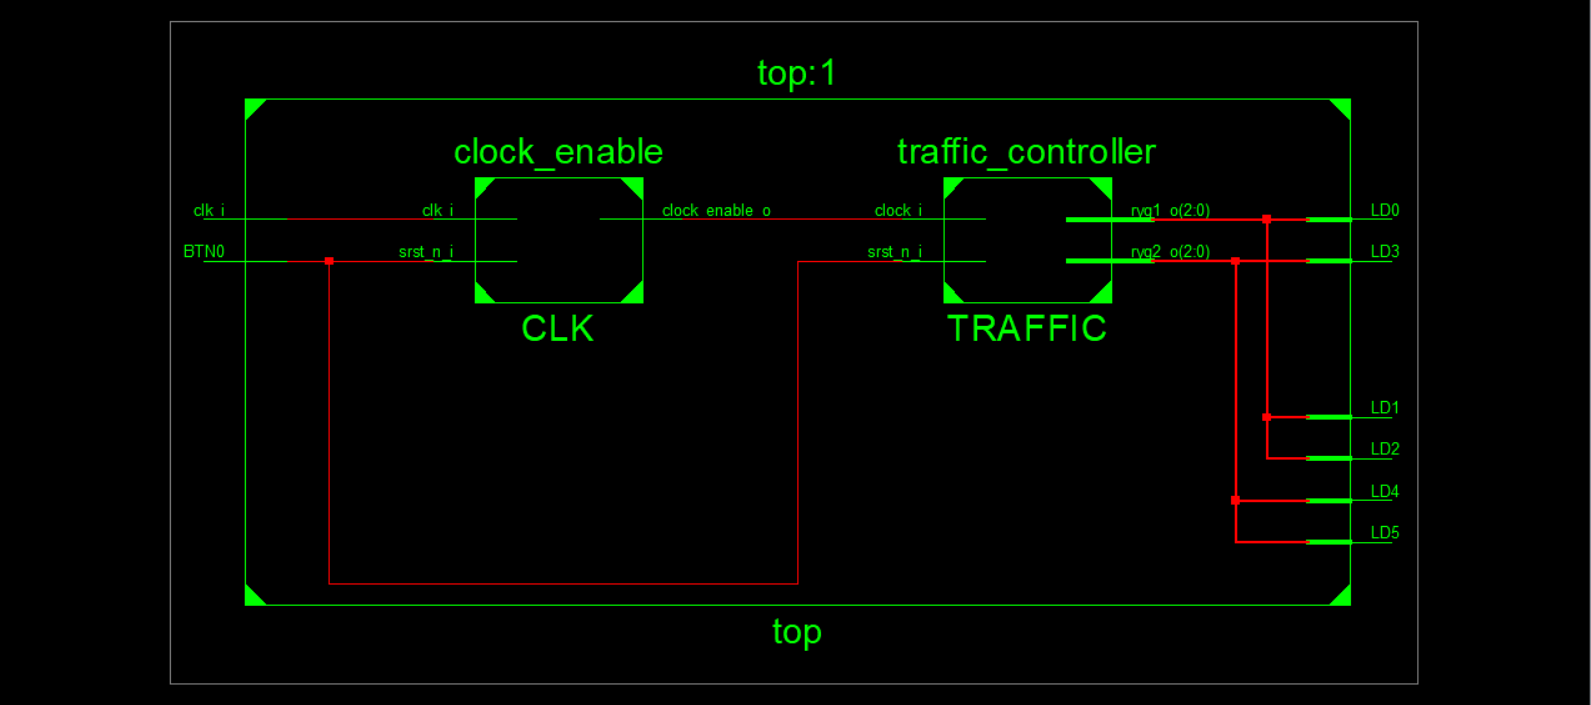 top:1
clock_enable
traffic_controller
clk_i
clk_i
clock_enable_o
clock_i
ryg1_o(2:0)
LD0
BTN0
srst_n_i
srst_n_i
ryg2_o(2:0)
LD3
CLK
TRAFFIC
LD1
LD2
LD4
LD5
top